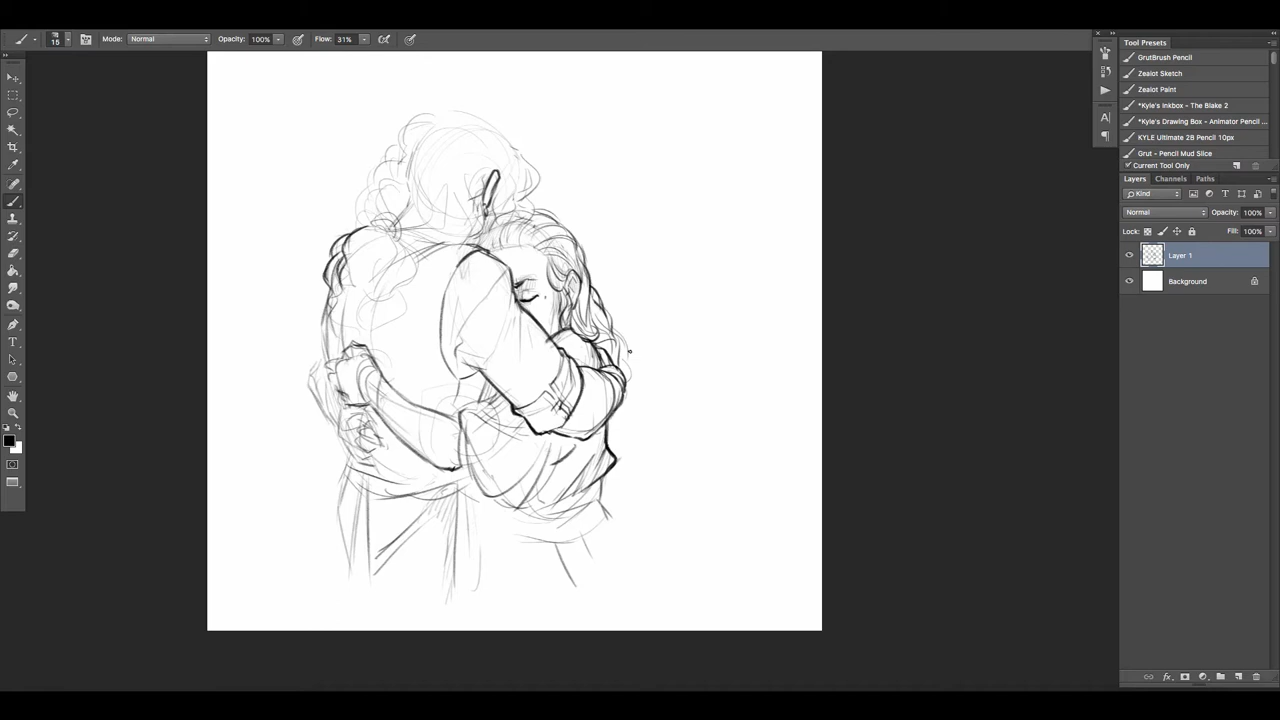 15
Mode: Normal
Opacity: 100%
Flow: 31%
Tool Presets
GrutBrush Pencil
Zealot Sketch
Zealot Paint
*Kyle's Inkbox - The Blake 2
*Kyle's Drawing Box - Animator Pencil ...
KYLE Ultimate 2B Pencil 10px
Grut - Pencil Mud Slice
Current Tool Only
Layers Channels Paths
Kind
Normal Opacity: 100%
Lock: Fill: 100%
Layer 1
Background